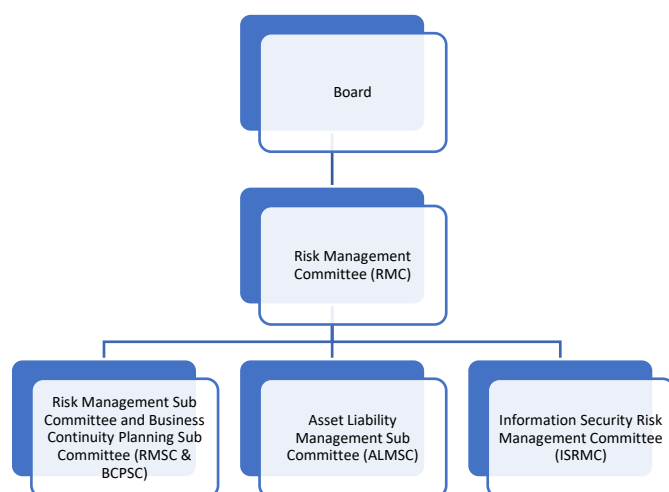 Board
Risk Management
Committee (RMC)
Risk Management Sub
Committee and Business
Continuity Planning Sub
Committee (RMSC &
BCPSC)
Asset Liability
Management Sub
Committee (ALMSC)
Information Security Risk
Management Committee
(ISRMC)